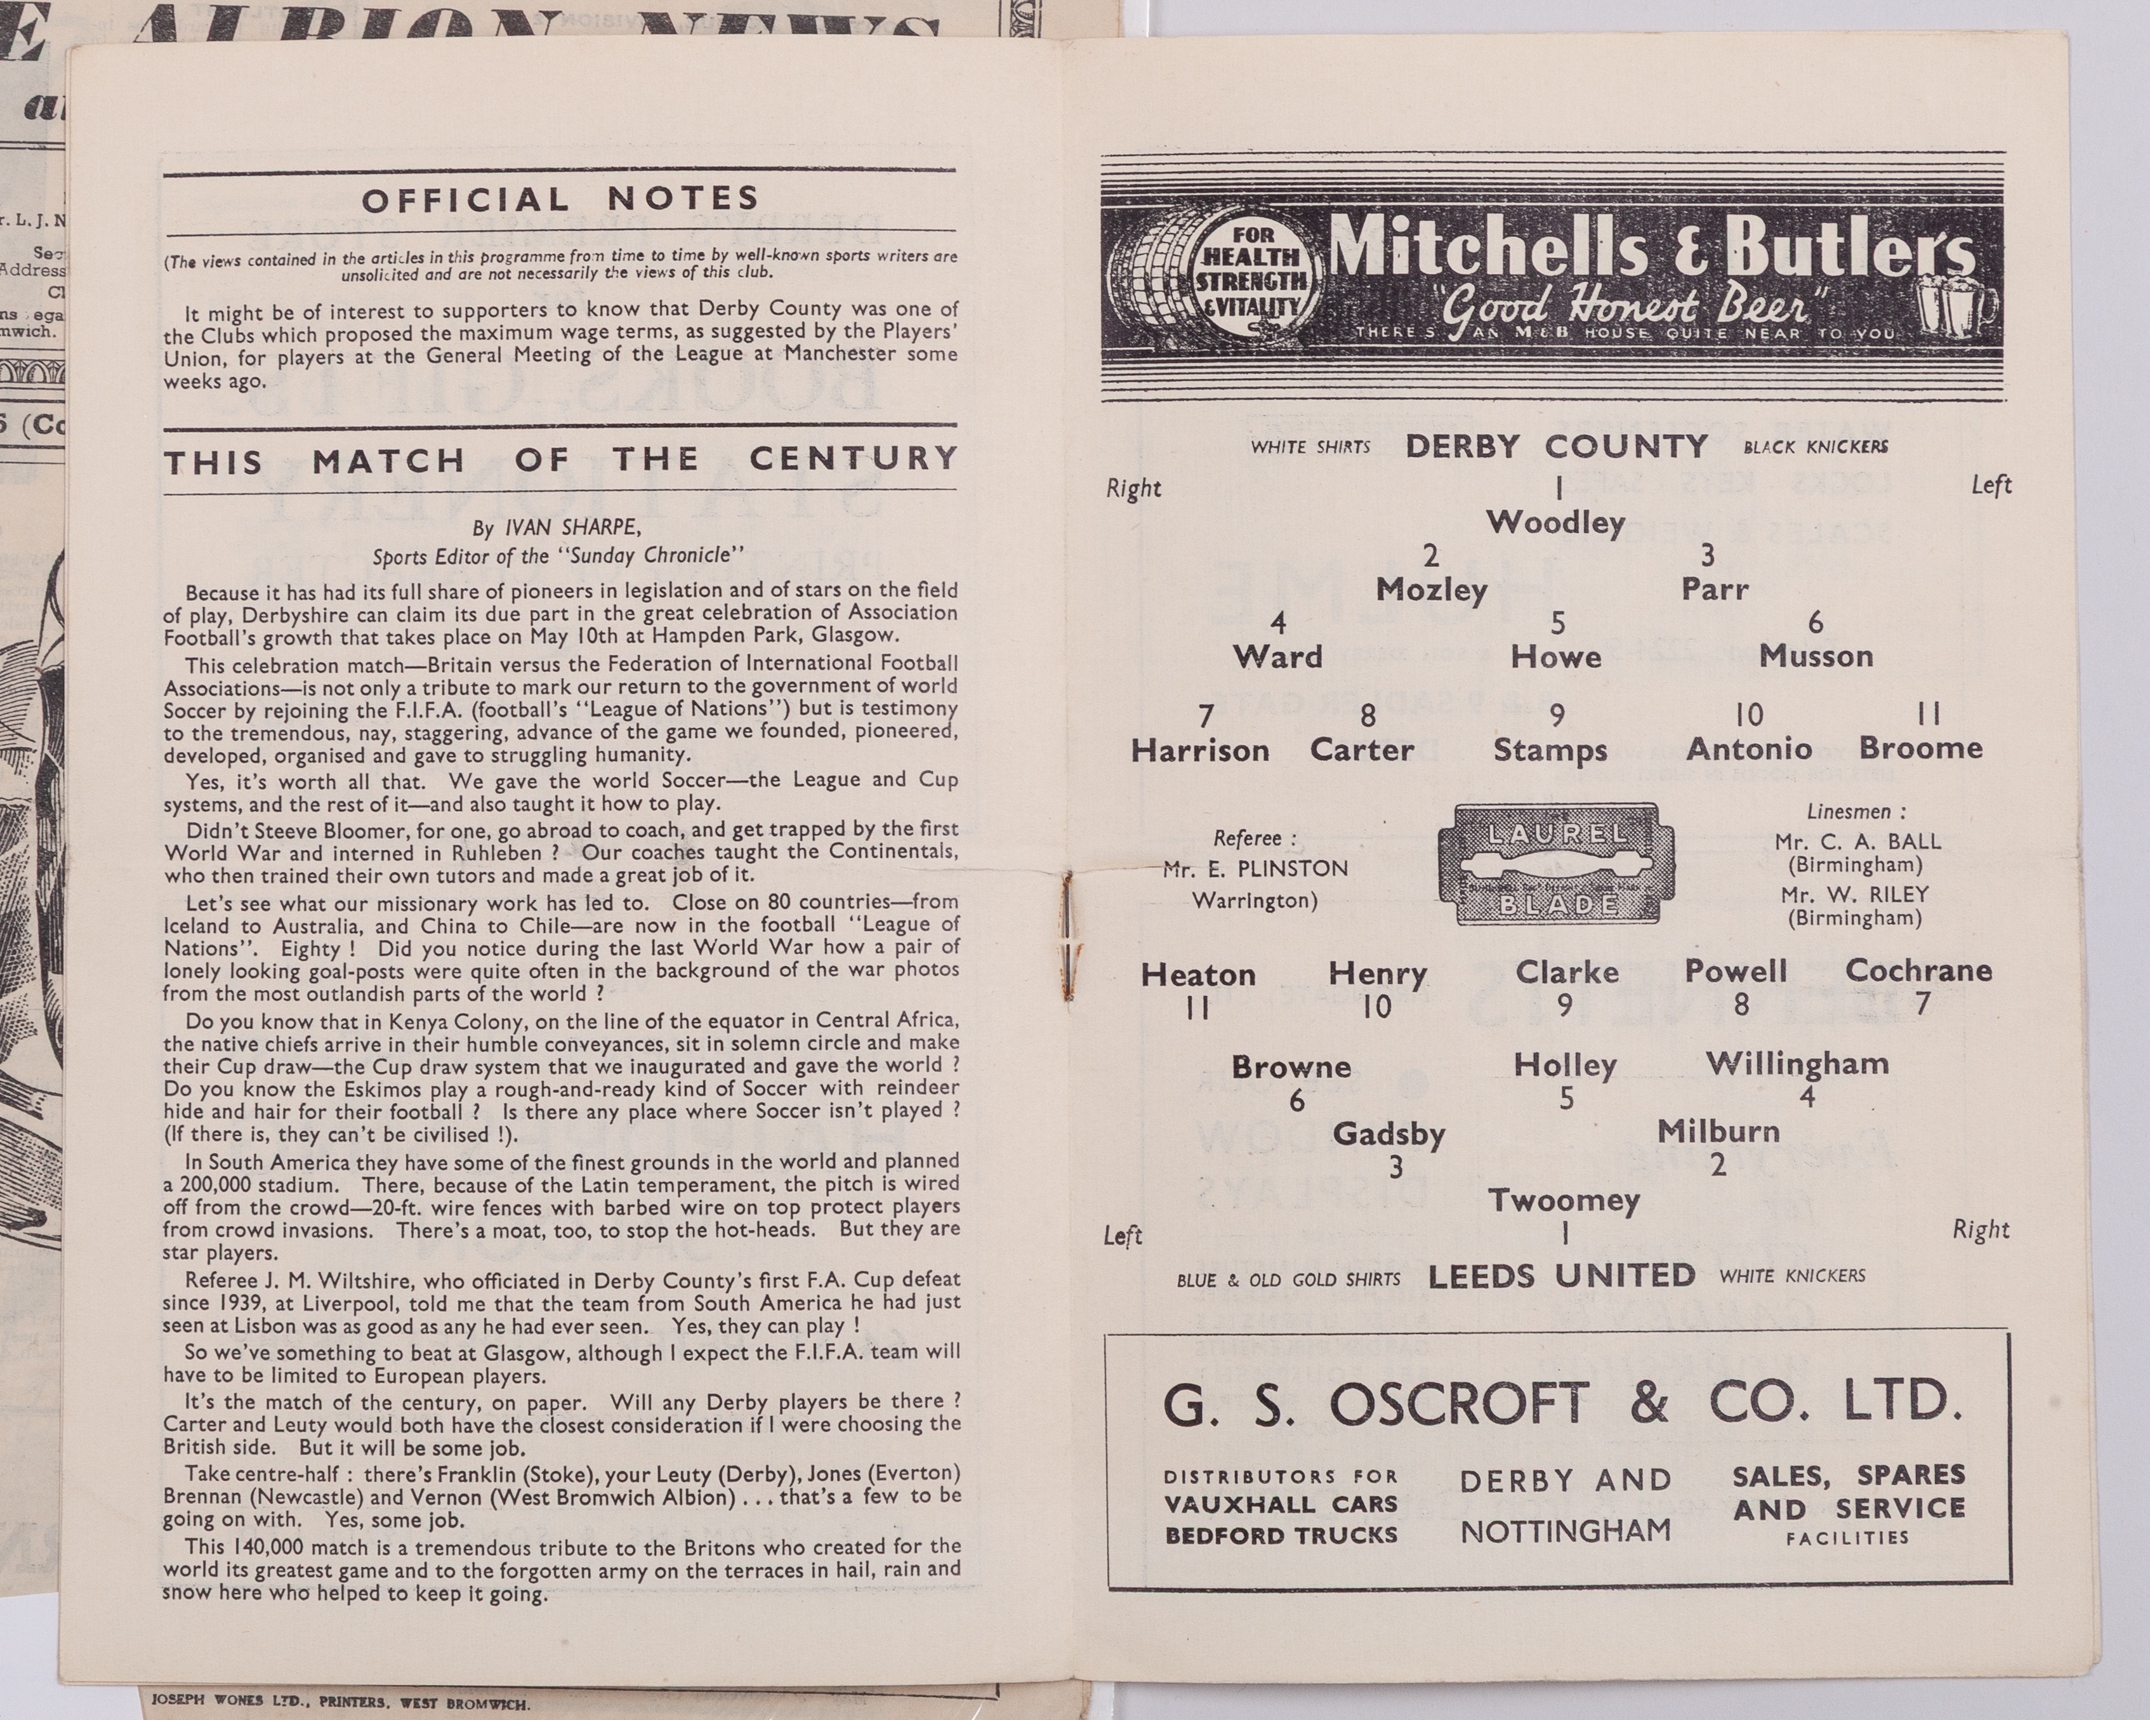 E ALBION NEWS
OFFICIAL NOTES
(The views contained in the articles in this programme from time to time by well-known sports writers are
unsolicited and are not necessarily the views of this club.
It might be of interest to supporters to know that Derby County was one of
the Clubs which proposed the maximum wage terms, as suggested by the Players'
Union, for players at the General Meeting of the League at Manchester some
weeks ago.
THIS MATCH OF THE CENTURY
By IVAN SHARPE,
Sports Editor of the "Sunday Chronicle"
Because it has had its full share of pioneers in legislation and of stars on the field
of play, Derbyshire can claim its due part in the great celebration of Association
Football's growth that takes place on May 10th at Hampden Park, Glasgow.
This celebration match—Britain versus the Federation of International Football
Associations—is not only a tribute to mark our return to the government of world
Soccer by rejoining the F.I.F.A. (football's "League of Nations") but is testimony
to the tremendous, nay, staggering, advance of the game we founded, pioneered,
developed, organised and gave to struggling humanity.
Yes, it's worth all that. We gave the world Soccer—the League and Cup
systems, and the rest of it—and also taught it how to play.
Didn't Steeve Bloomer, for one, go abroad to coach, and get trapped by the first
World War and interned in Ruhleben ? Our coaches taught the Continentals,
who then trained their own tutors and made a great job of it.
Let's see what our missionary work has led to. Close on 80 countries—from
Iceland to Australia, and China to Chile—are now in the football "League of
Nations". Eighty ! Did you notice during the last World War how a pair of
lonely looking goal-posts were quite often in the background of the war photos
from the most outlandish parts of the world ?
Do you know that in Kenya Colony, on the line of the equator in Central Africa,
the native chiefs arrive in their humble conveyances, sit in solemn circle and make
their Cup draw—the Cup draw system that we inaugurated and gave the world ?
Do you know the Eskimos play a rough-and-ready kind of Soccer with reindeer
hide and hair for their football ? Is there any place where Soccer isn't played ?
(If there is, they can't be civilised !).
In South America they have some of the finest grounds in the world and planned
a 200,000 stadium. There, because of the Latin temperament, the pitch is wired
off from the crowd—20-ft. wire fences with barbed wire on top protect players
from crowd invasions. There's a moat, too, to stop the hot-heads. But they are
star players.
Referee J. M. Wiltshire, who officiated in Derby County's first F.A. Cup defeat
since 1939, at Liverpool, told me that the team from South America he had just
seen at Lisbon was as good as any he had ever seen. Yes, they can play !
So we've something to beat at Glasgow, although I expect the F.I.F.A. team will
have to be limited to European players.
It's the match of the century, on paper. Will any Derby players be there ?
Carter and Leuty would both have the closest consideration if I were choosing the
British side. But it will be some job.
Take centre-half : there's Franklin (Stoke), your Leuty (Derby), Jones (Everton)
Brennan (Newcastle) and Vernon (West Bromwich Albion) . . . that's a few to be
going on with. Yes, some job.
This 140,000 match is a tremendous tribute to the Britons who created for the
world its greatest game and to the forgotten army on the terraces in hail, rain and
snow here who helped to keep it going.
JOSEPH WONES LTD., PRINTERS, WEST BROMWICH.
FOR
HEALTH
STRENGTH
& VITALITY
Mitchells & Butlers
"Good Honest Beer"
THERE'S AN M&B HOUSE QUITE NEAR TO YOU
WHITE SHIRTS DERBY COUNTY BLACK KNICKERS
Right 1 Left
Woodley
2 3
Mozley Parr
4 5 6
Ward Howe Musson
7 8 9 10 11
Harrison Carter Stamps Antonio Broome
Referee :
Mr. E. PLINSTON
Warrington)
LAUREL
BLADE
Linesmen :
Mr. C. A. BALL
(Birmingham)
Mr. W. RILEY
(Birmingham)
Heaton Henry Clarke Powell Cochrane
11 10 9 8 7
Browne Holley Willingham
6 5 4
Gadsby Milburn
3 2
Twoomey
Left 1 Right
BLUE & OLD GOLD SHIRTS LEEDS UNITED WHITE KNICKERS
G. S. OSCROFT & CO. LTD.
DISTRIBUTORS FOR
VAUXHALL CARS
BEDFORD TRUCKS
DERBY AND
NOTTINGHAM
SALES, SPARES
AND SERVICE
FACILITIES